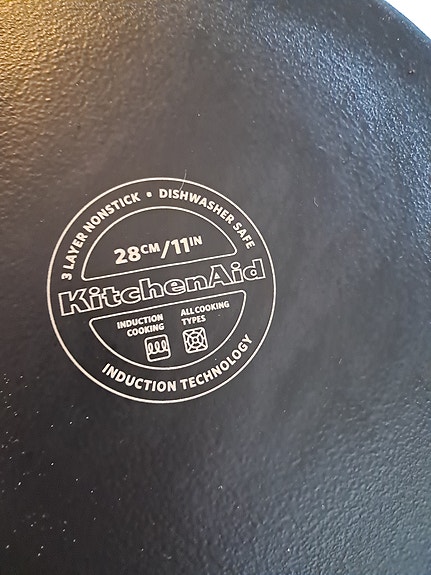 3 LAYER NONSTICK • DISHWASHER SAFE
28CM/11IN
KitchenAid
INDUCTION
COOKING
ALL COOKING
TYPES
INDUCTION TECHNOLOGY